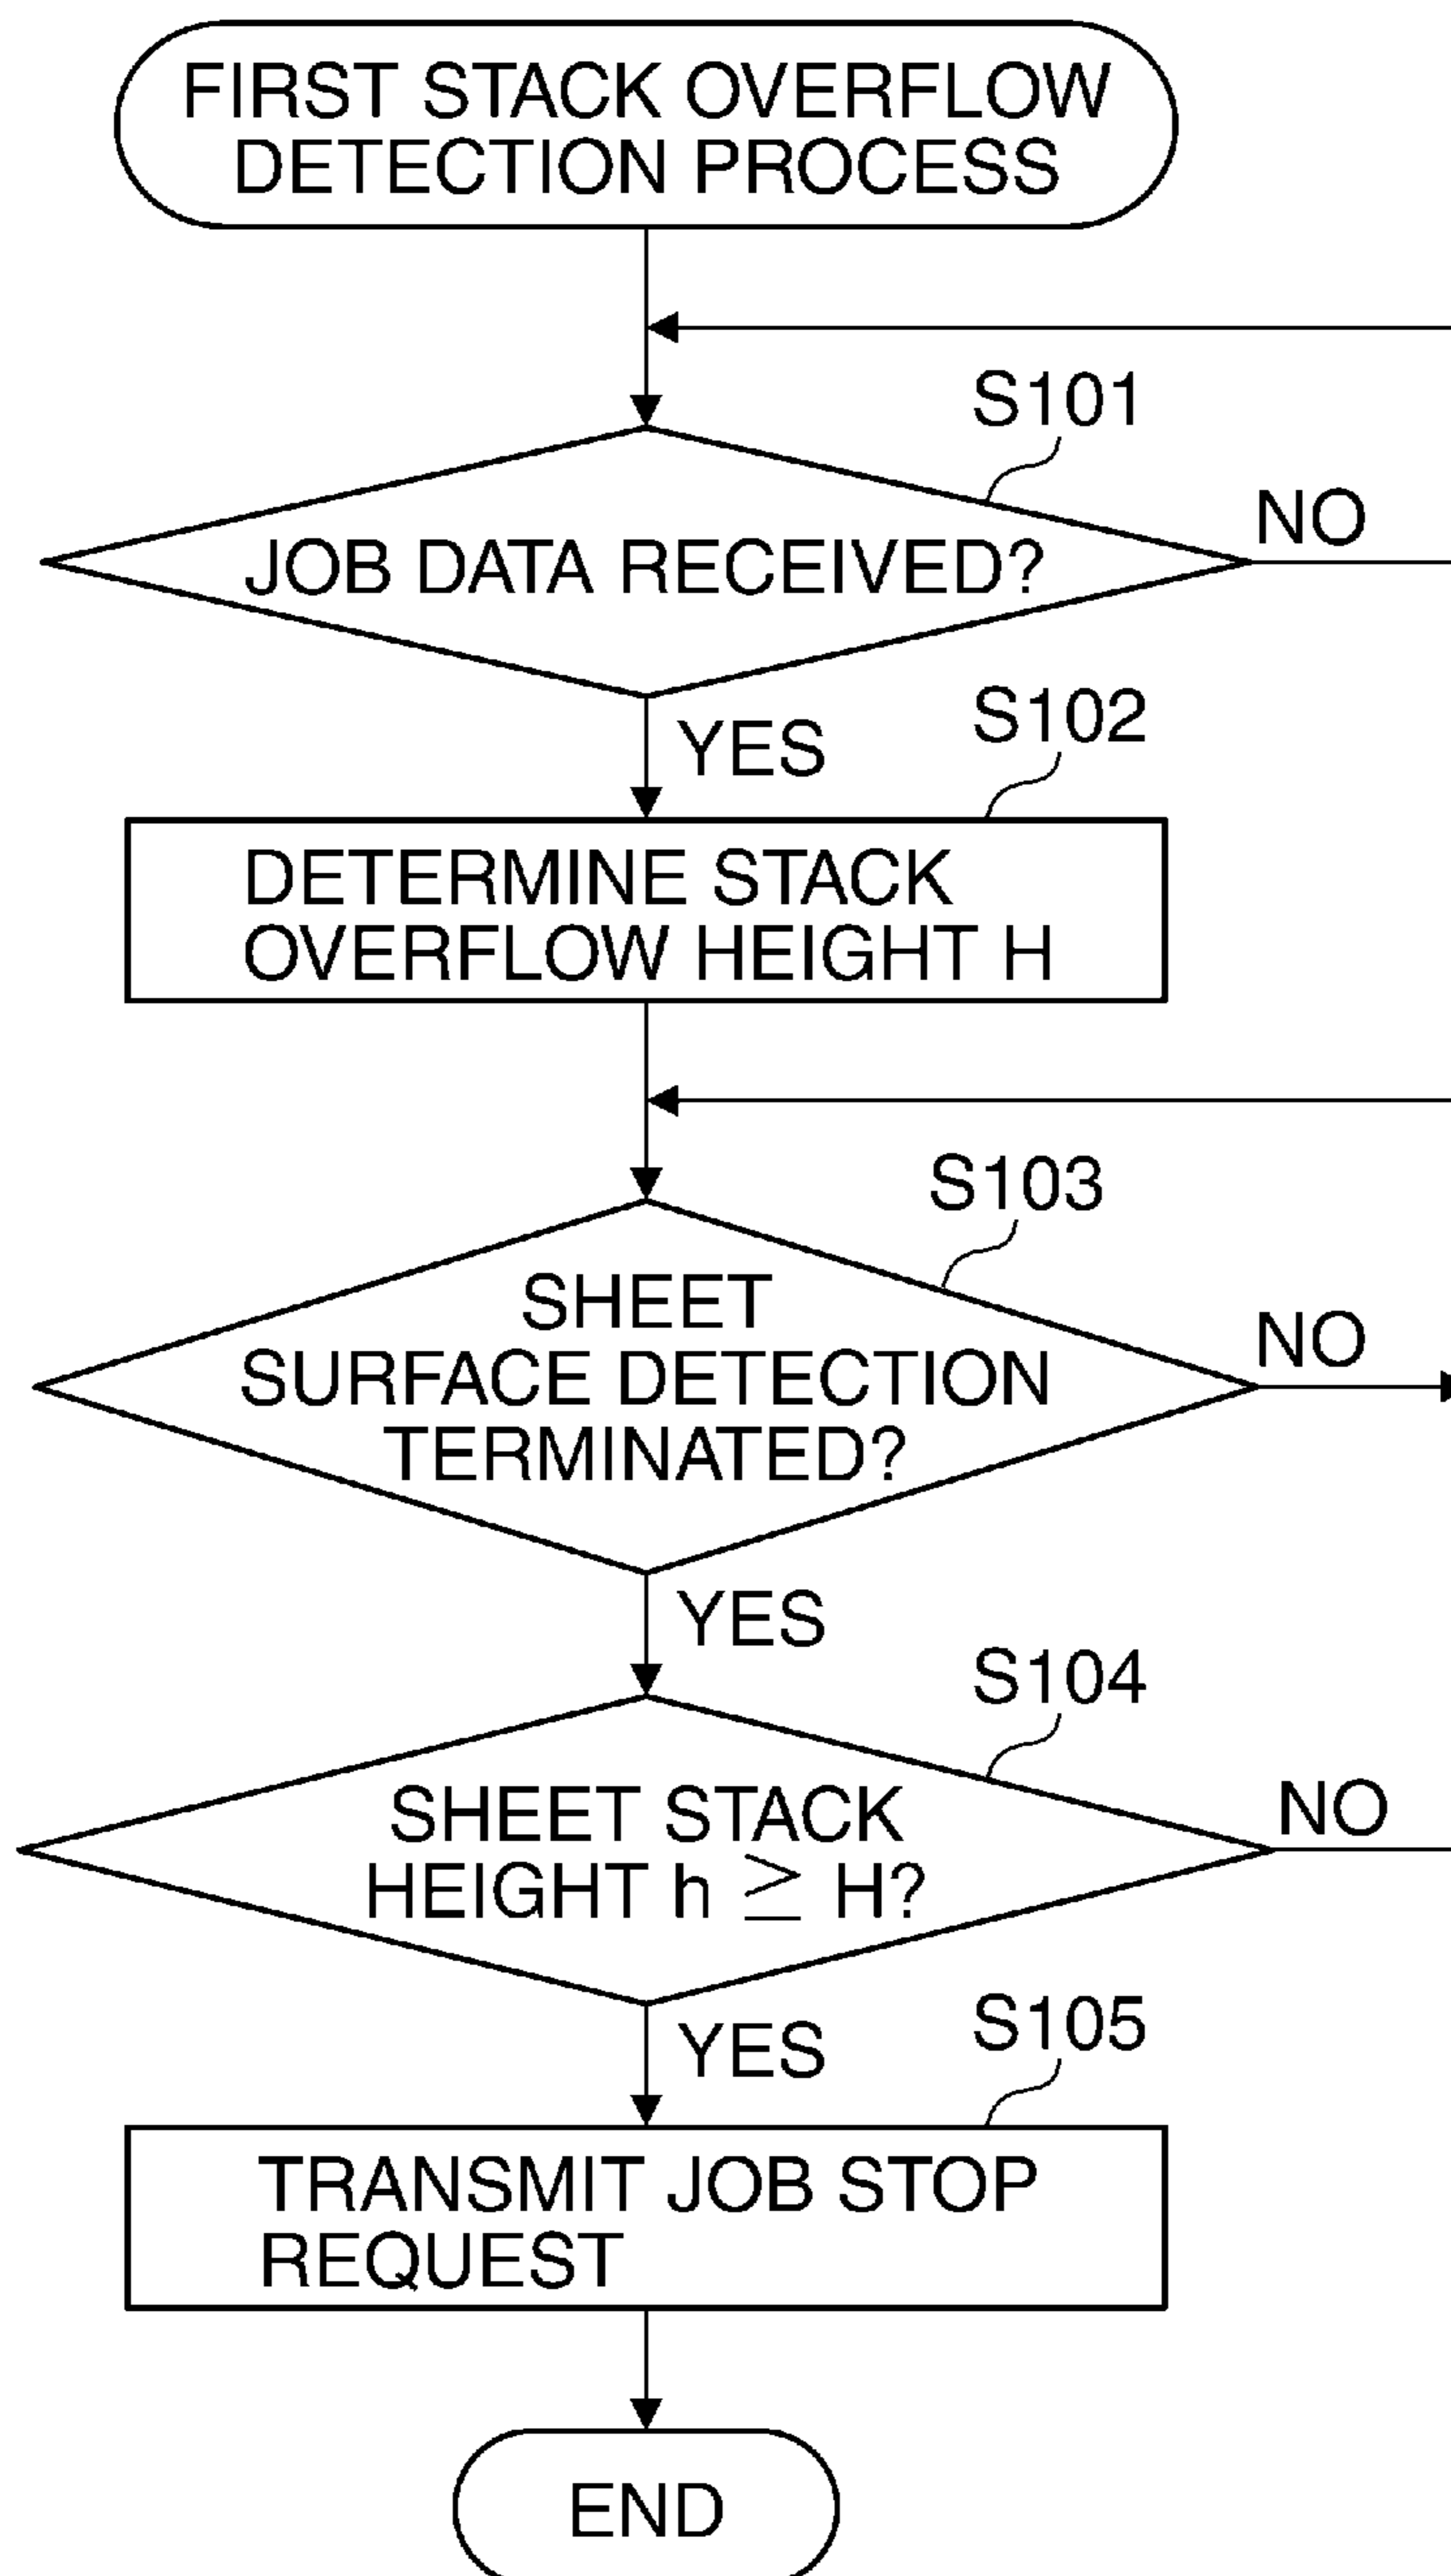 FIRST STACK OVERFLOW
DETECTION PROCESS
S101
JOB DATA RECEIVED?
NO
YES
S102
DETERMINE STACK
OVERFLOW HEIGHT H
S103
SHEET
SURFACE DETECTION
TERMINATED?
NO
YES
S104
SHEET STACK
HEIGHT h ≧ H?
NO
YES
S105
TRANSMIT JOB STOP
REQUEST
END